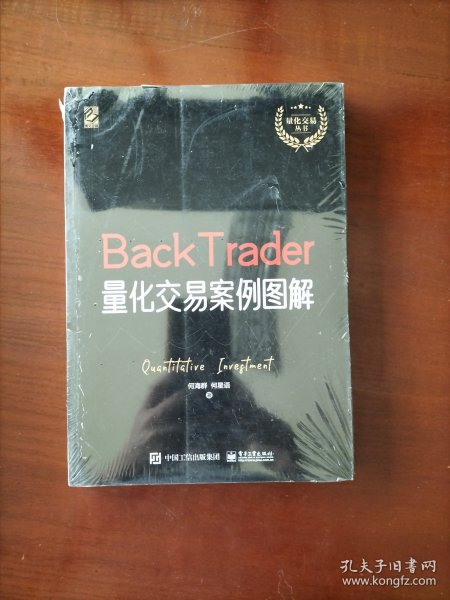 量化交易
丛书
BackTrader
量化交易案例图解
Quantitative Investment
何海群 何星语
著
中国工信出版集团
电子工业出版社
孔夫子旧书网
www.kongfz.com